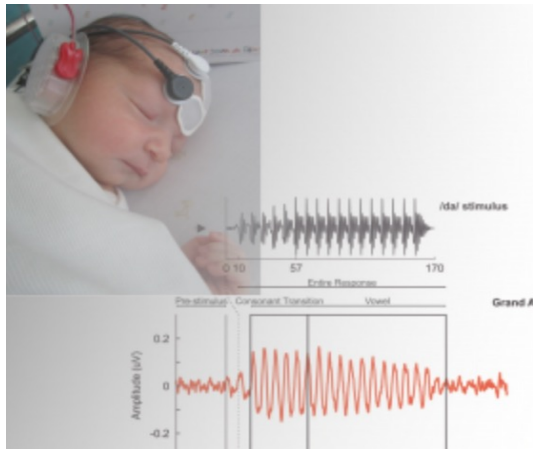 /da/ stimulus
0 10 57 170
Entire Response
Pre-stimulus Consonant Transition Vowel
Grand A
0.2
0
-0.2
Amplitude (uV)